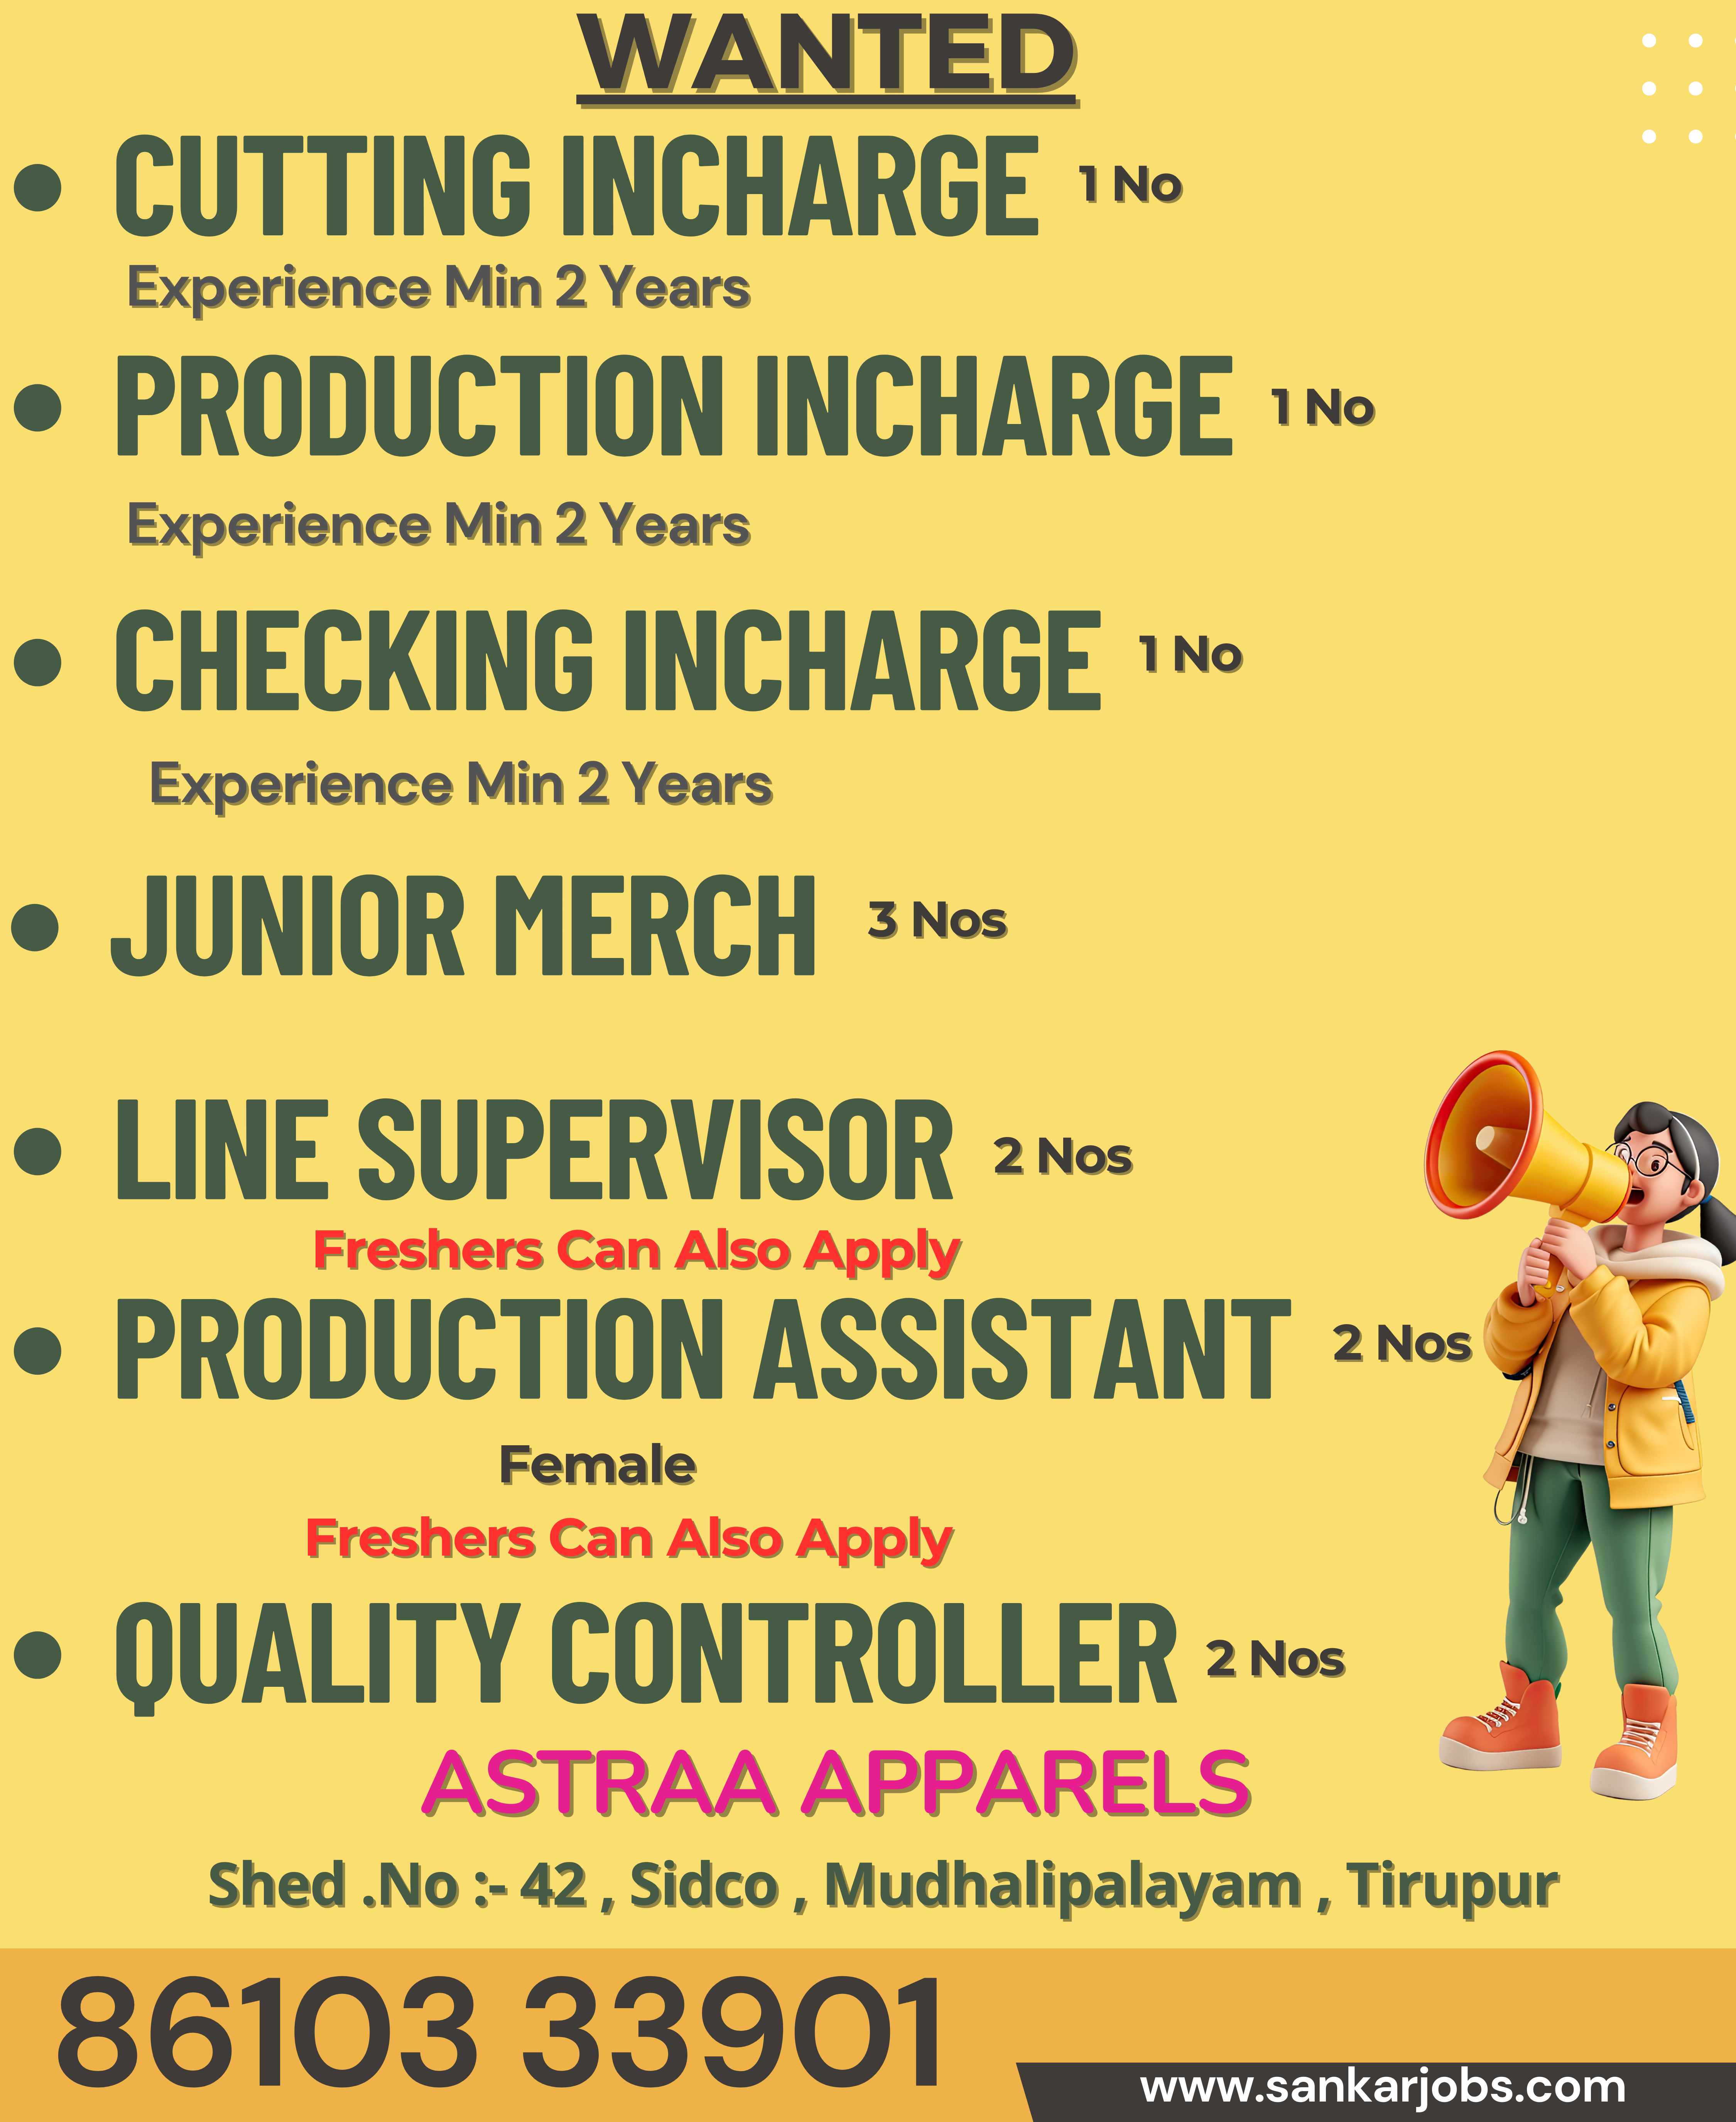 WANTED
CUTTING INCHARGE 1 No
Experience Min 2 Years
PRODUCTION INCHARGE 1 No
Experience Min 2 Years
CHECKING INCHARGE 1 No
Experience Min 2 Years
JUNIOR MERCH 3 Nos
LINE SUPERVISOR 2 Nos
Freshers Can Also Apply
PRODUCTION ASSISTANT 2 Nos
Female
Freshers Can Also Apply
QUALITY CONTROLLER 2 Nos
ASTRAA APPARELS
Shed .No :- 42 , Sidco , Mudhalipalayam , Tirupur
86103 33901
www.sankarjobs.com